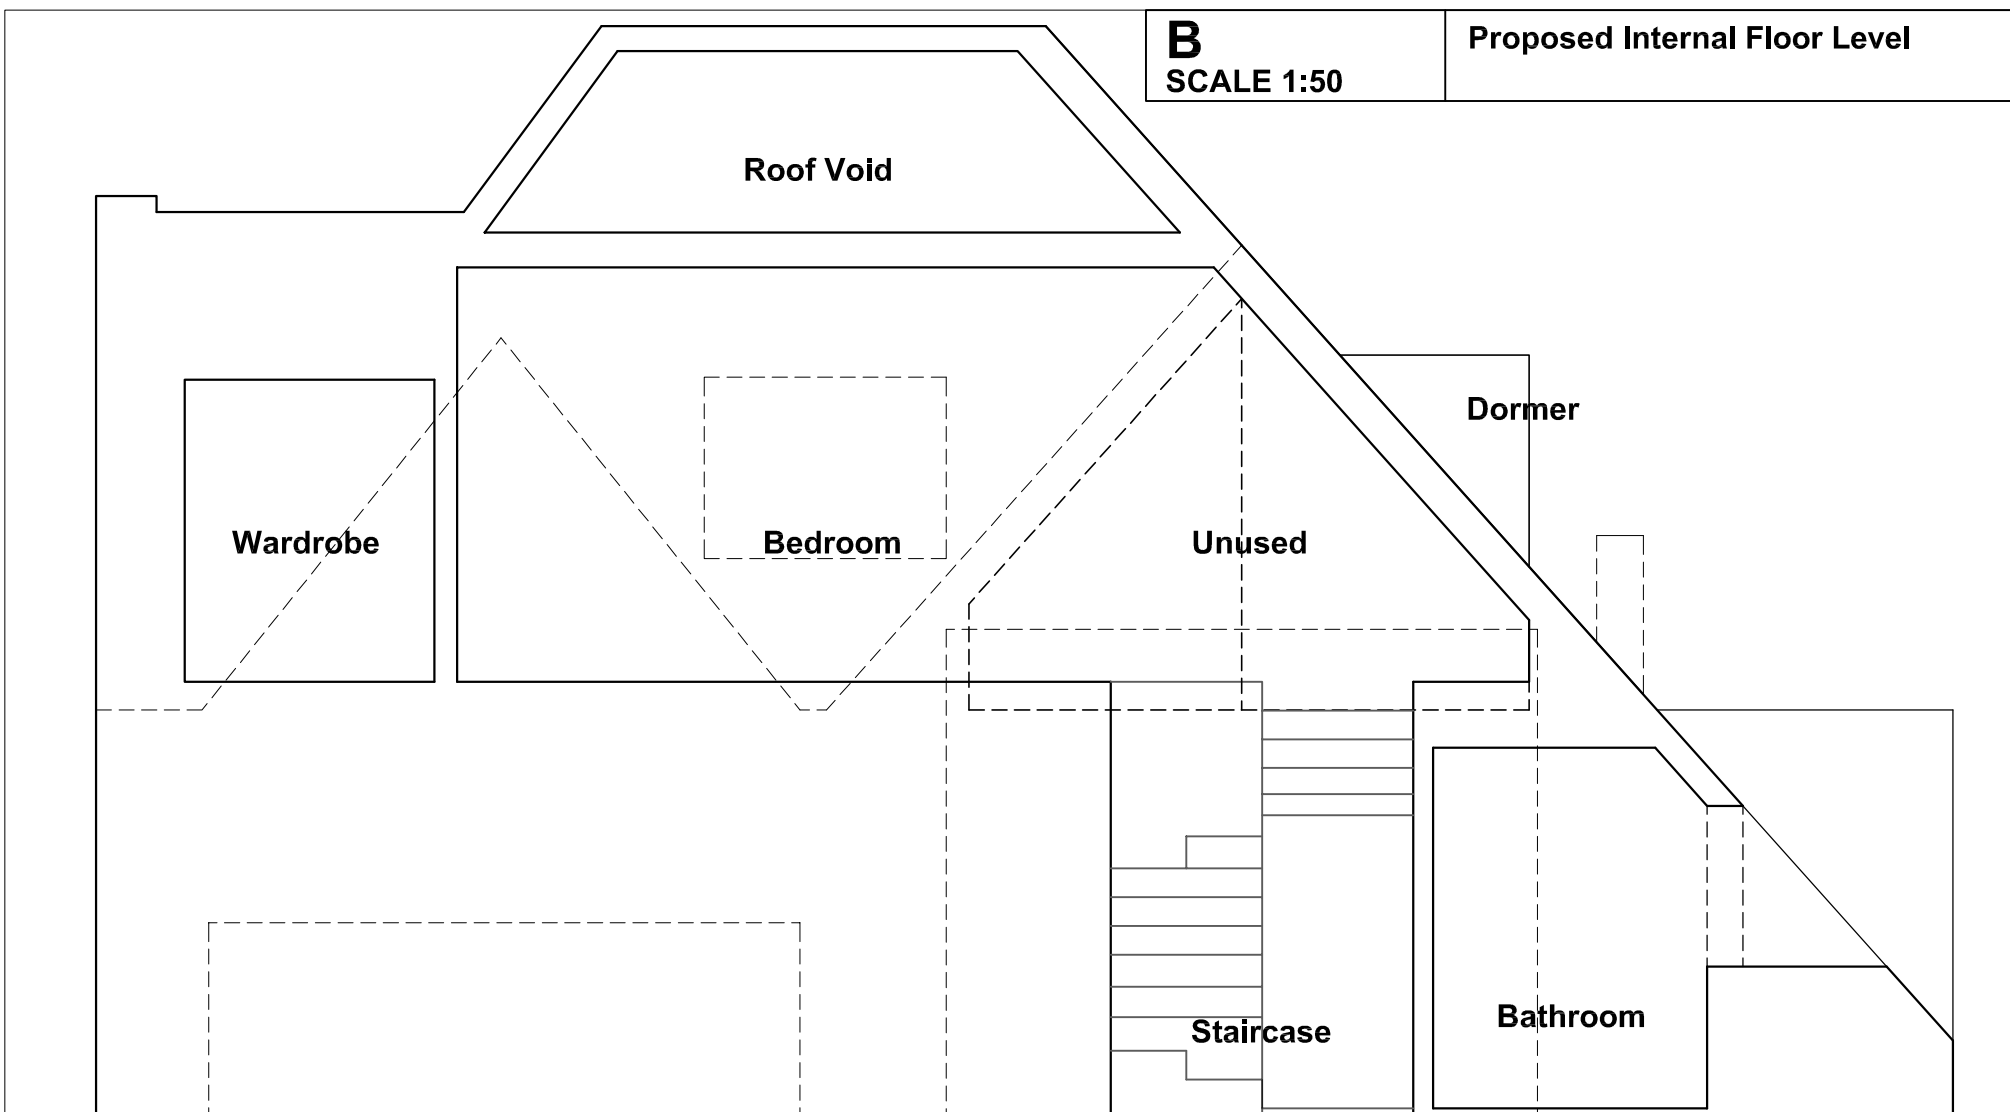 B
SCALE 1:50
Proposed Internal Floor Level
Roof Void
Dormer
Wardrobe
Bedroom
Unused
Staircase
Bathroom